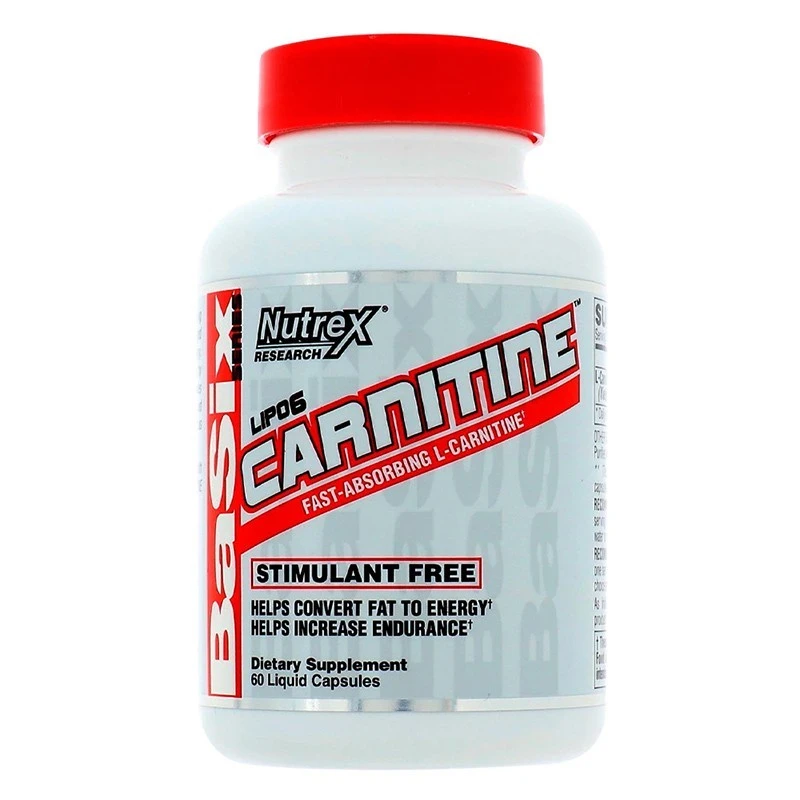 BaSix
SERIES
Nutrex®
RESEARCH
LIPO6
CARNITINE™
FAST-ABSORBING L-CARNITINE†
STIMULANT FREE
HELPS CONVERT FAT TO ENERGY†
HELPS INCREASE ENDURANCE†
Dietary Supplement
60 Liquid Capsules